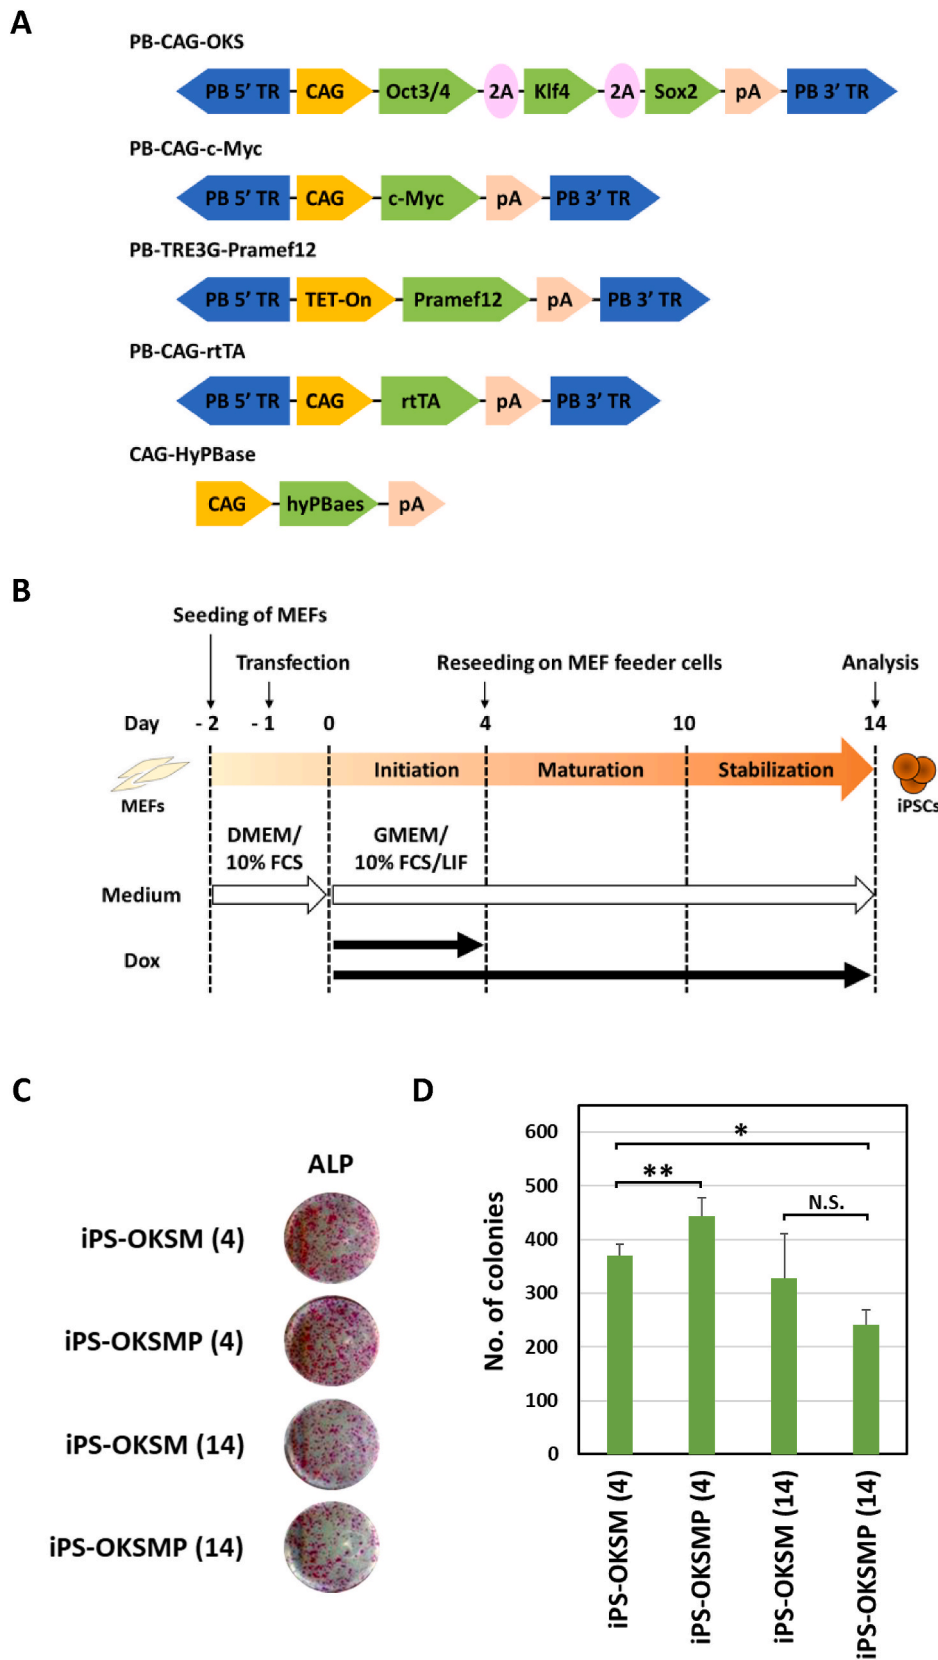 A
PB-CAG-OKS
PB 5’ TR CAG Oct3/4 2A Klf4 2A Sox2 pA PB 3’ TR
PB-CAG-c-Myc
PB 5’ TR CAG c-Myc pA PB 3’ TR
PB-TRE3G-Pramef12
PB 5’ TR TET-On Pramef12 pA PB 3’ TR
PB-CAG-rtTA
PB 5’ TR CAG rtTA pA PB 3’ TR
CAG-HyPBase
CAG hyPBaes pA
B
Seeding of MEFs
Transfection Reseeding on MEF feeder cells Analysis
Day - 2 - 1 0 4 10 14
Initiation Maturation Stabilization
MEFs iPSCs
DMEM/ GMEM/
10% FCS 10% FCS/LIF
Medium
Dox
C
ALP
iPS-OKSM (4)
iPS-OKSMP (4)
iPS-OKSM (14)
iPS-OKSMP (14)
D
No. of colonies
600
500
400
300
200
100
0
*
**
N.S.
iPS-OKSM (4)
iPS-OKSMP (4)
iPS-OKSM (14)
iPS-OKSMP (14)